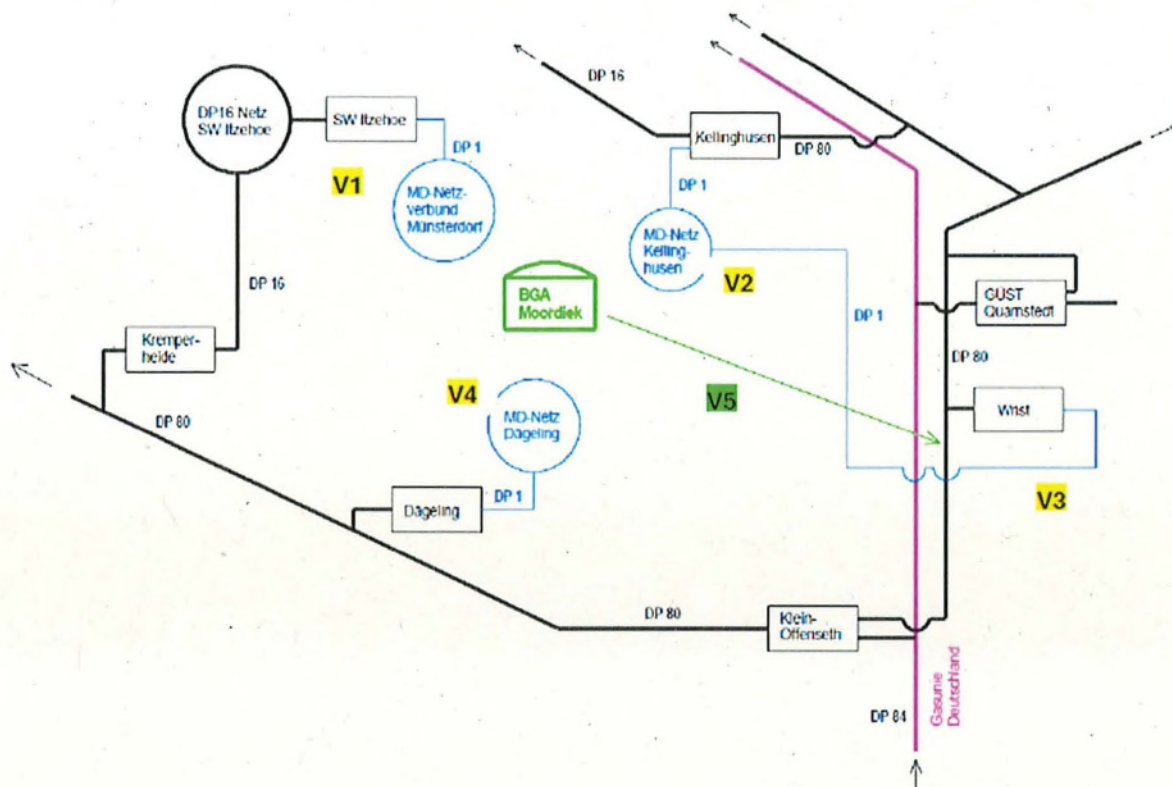 DP 16
DP16 Netz
SW Itzehoe
SW Itzehoe
Kellinghusen
DP 80
DP 1
V1
MD-Netz-
verbund
Münsterdorf
DP 1
MD-Netz
Kelling-
husen
V2
DP 16
BGA
Moordiek
DP 1
GÜST
Quarnstedt
Kremper-
heide
DP 80
V4
V5
Wrist
DP 80
MD-Netz
Dägeling
V3
Dägeling
DP 1
DP 80
Klein-
Offenseth
Gasunie
Deutschland
DP 84